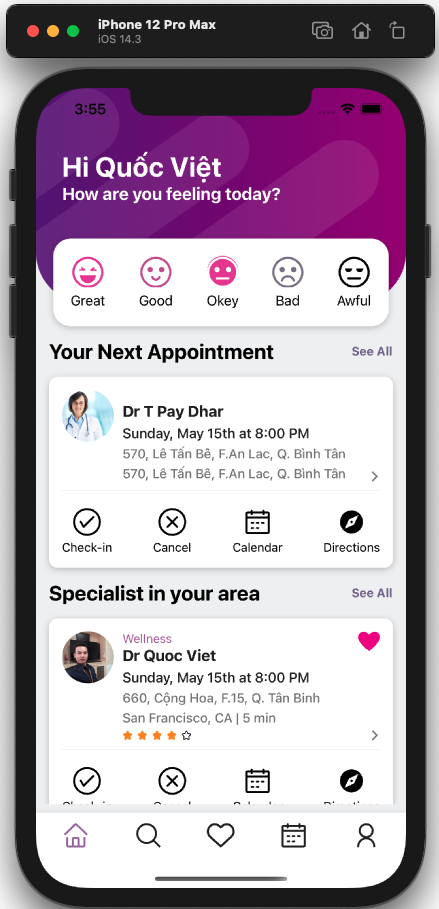 iPhone 12 Pro Max
iOS 14.3
3:55
Hi Quốc Việt
How are you feeling today?
Great Good Okey Bad Awful
Your Next Appointment See All
Dr T Pay Dhar
Sunday, May 15th at 8:00 PM
570, Lê Tấn Bê, F.An Lac, Q. Bình Tân
570, Lê Tấn Bê, F.An Lac, Q. Bình Tân
Check-in Cancel Calendar Directions
Specialist in your area See All
Wellness
Dr Quoc Viet
Sunday, May 15th at 8:00 PM
660, Cộng Hoa, F.15, Q. Tân Binh
San Francisco, CA | 5 min